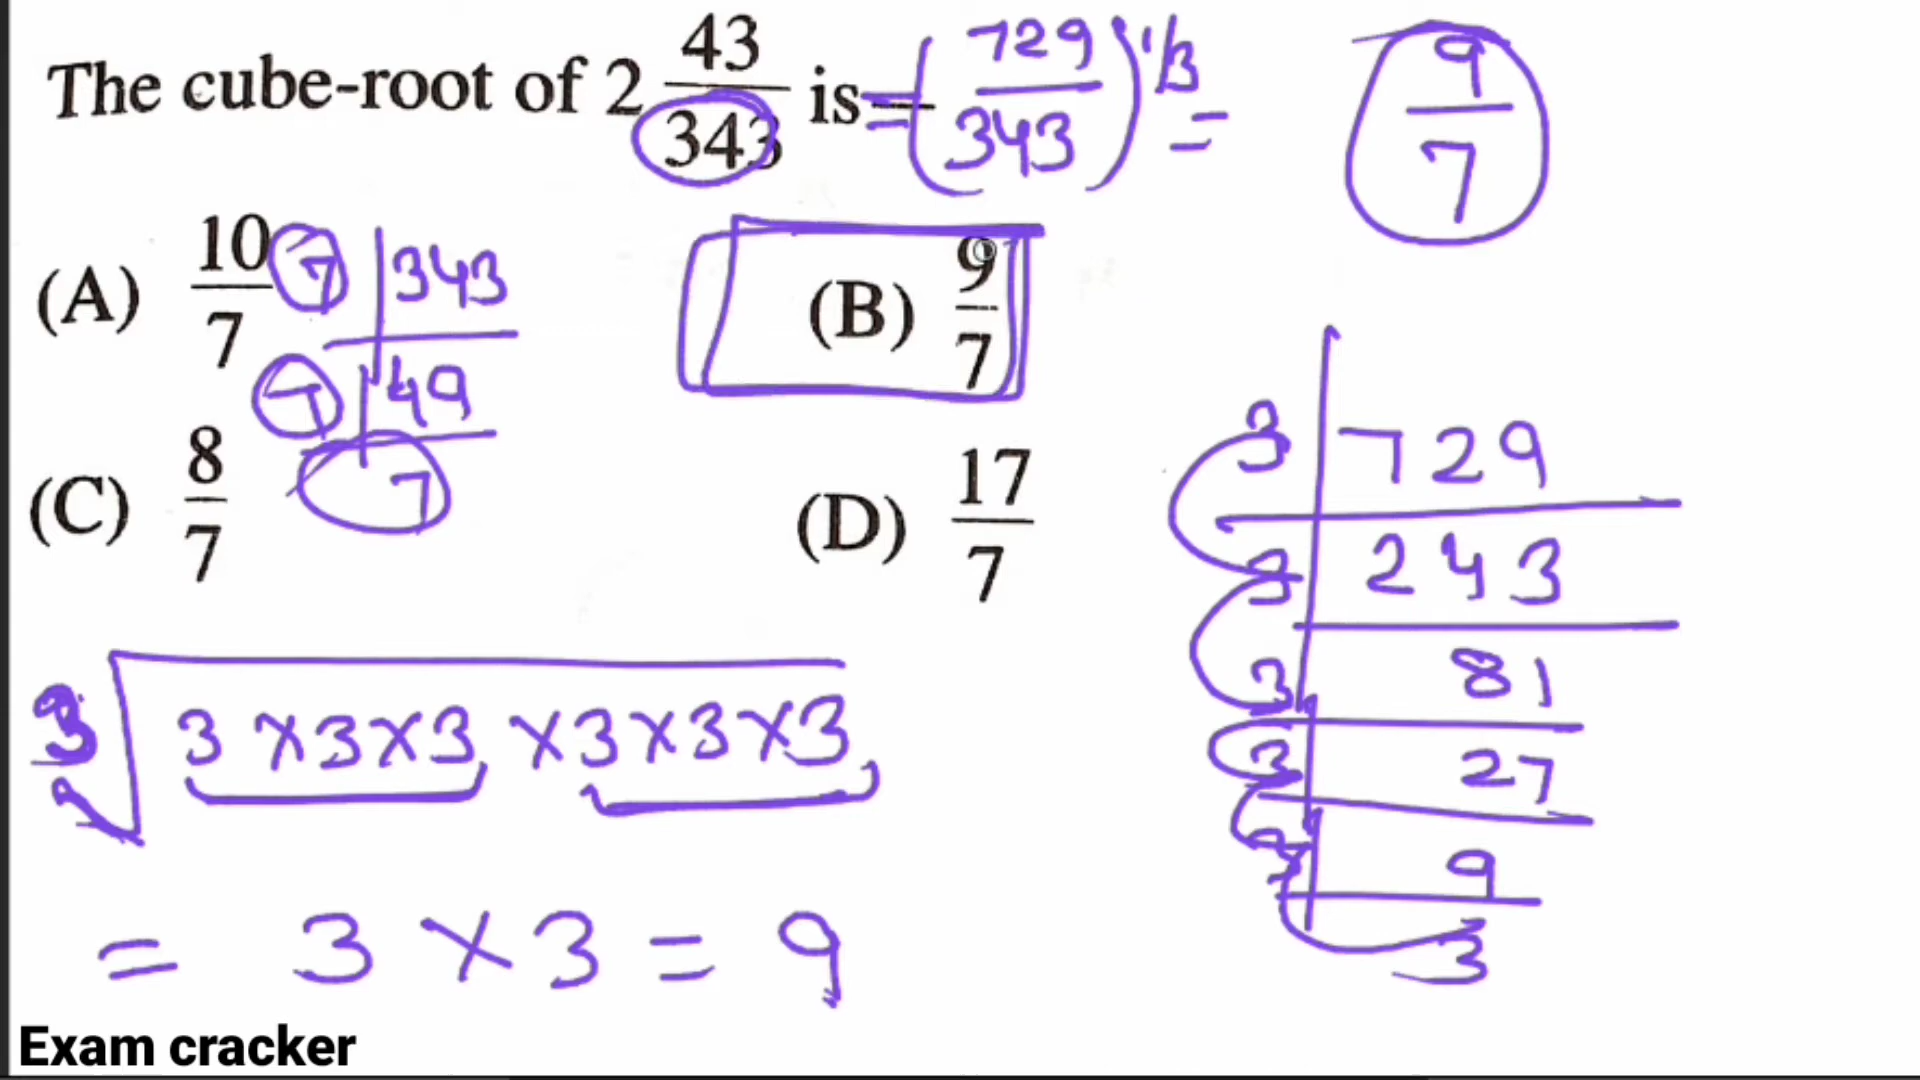 The cube-root of 2 43/343 is = (729/343)^1/3 = 9/7
(A) 10/7
(B) 9/7
(C) 8/7
(D) 17/7
7 | 343
7 | 49
7
3 | 729
3 | 243
3 | 81
3 | 27
3 | 9
3
∛3 × 3 × 3 × 3 × 3 × 3
= 3 × 3 = 9
Exam cracker